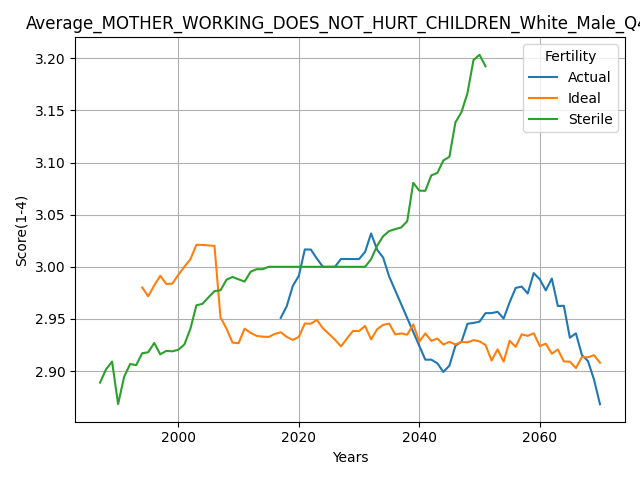 Average_MOTHER_WORKING_DOES_NOT_HURT_CHILDREN_White_Male_Q4
Fertility
Actual
Ideal
Sterile
3.20
3.15
3.10
3.05
3.00
2.95
2.90
Score(1-4)
2000 2020 2040 2060
Years